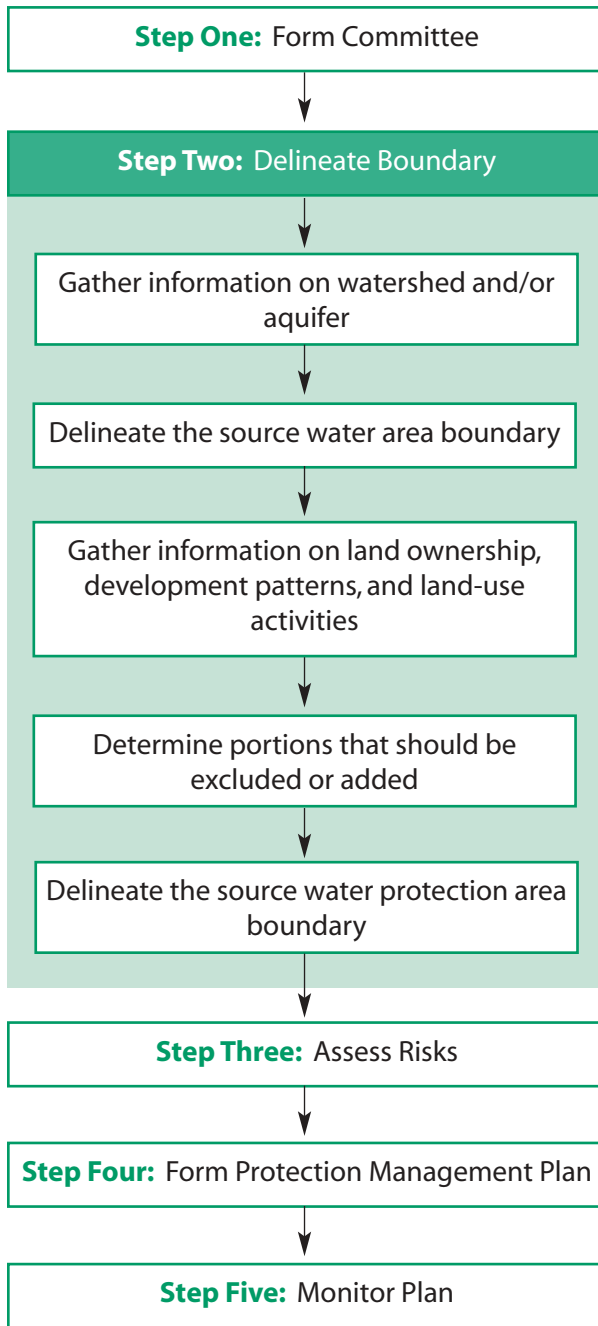 Step One: Form Committee
Step Two: Delineate Boundary
Gather information on watershed and/or
aquifer
Delineate the source water area boundary
Gather information on land ownership,
development patterns, and land-use
activities
Determine portions that should be
excluded or added
Delineate the source water protection area
boundary
Step Three: Assess Risks
Step Four: Form Protection Management Plan
Step Five: Monitor Plan